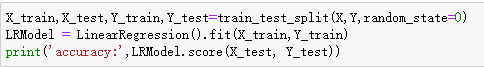 X_train,X_test,Y_train,Y_test=train_test_split(X,Y,random_state=0)
LRModel = LinearRegression().fit(X_train,Y_train)
print('accuracy:',LRModel.score(X_test, Y_test))